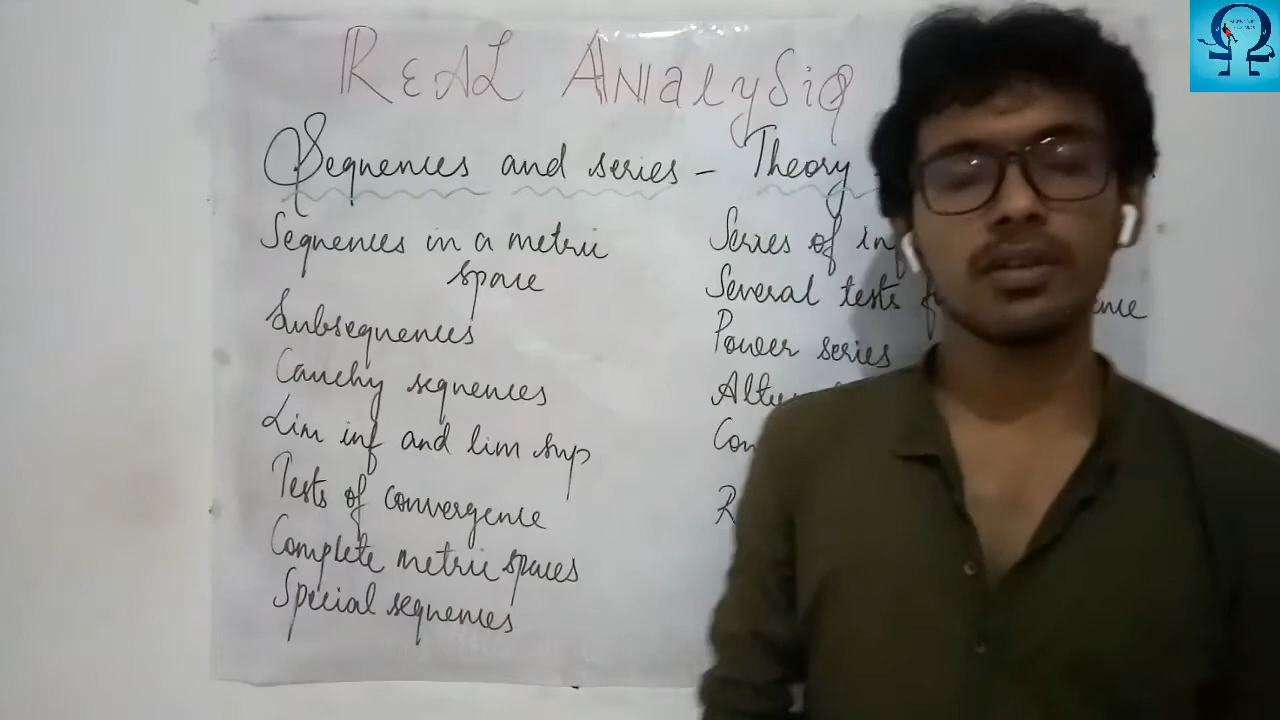 REAL ANalySiS
Sequences and series - Theory
Sequences in a metric
space
Subsequences
Cauchy sequences
Lim inf and lim sup
Tests of convergence
Complete metric spaces
Special sequences
Series of
Several tests
Power series